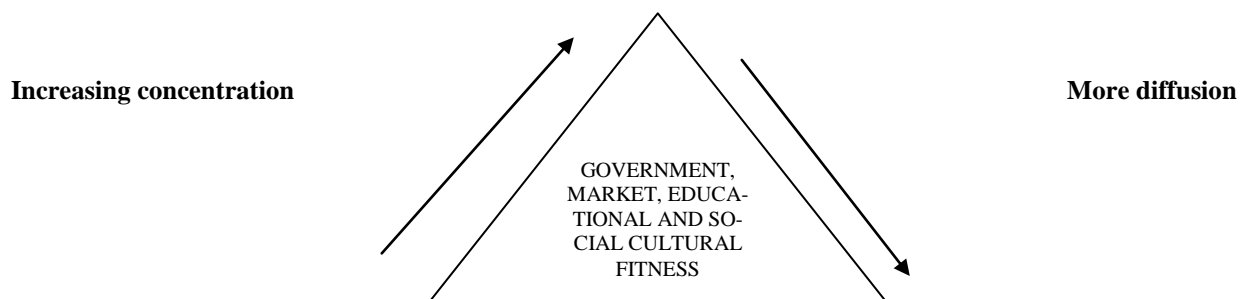 Increasing concentration
More diffusion
GOVERNMENT,
MARKET, EDUCA-
TIONAL AND SO-
CIAL CULTURAL
FITNESS